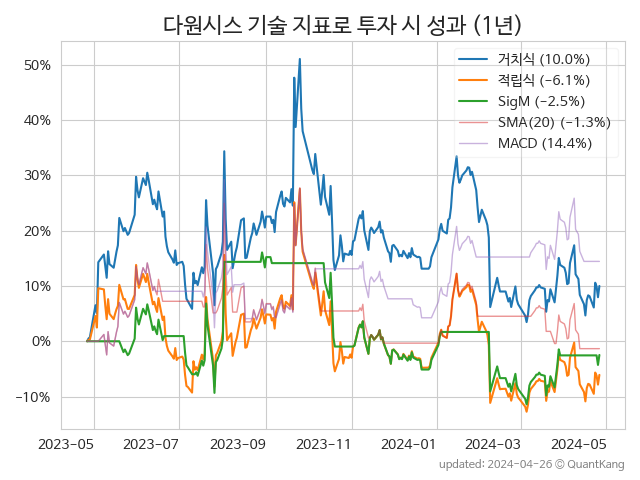 다원시스 기술 지표로 투자 시 성과 (1년)
거치식 (10.0%)
적립식 (−6.1%)
SigM (−2.5%)
SMA(20) (−1.3%)
MACD (14.4%)
50%
40%
30%
20%
10%
0%
−10%
2023-05 2023-07 2023-09 2023-11 2024-01 2024-03 2024-05
updated: 2024-04-26 © QuantKang